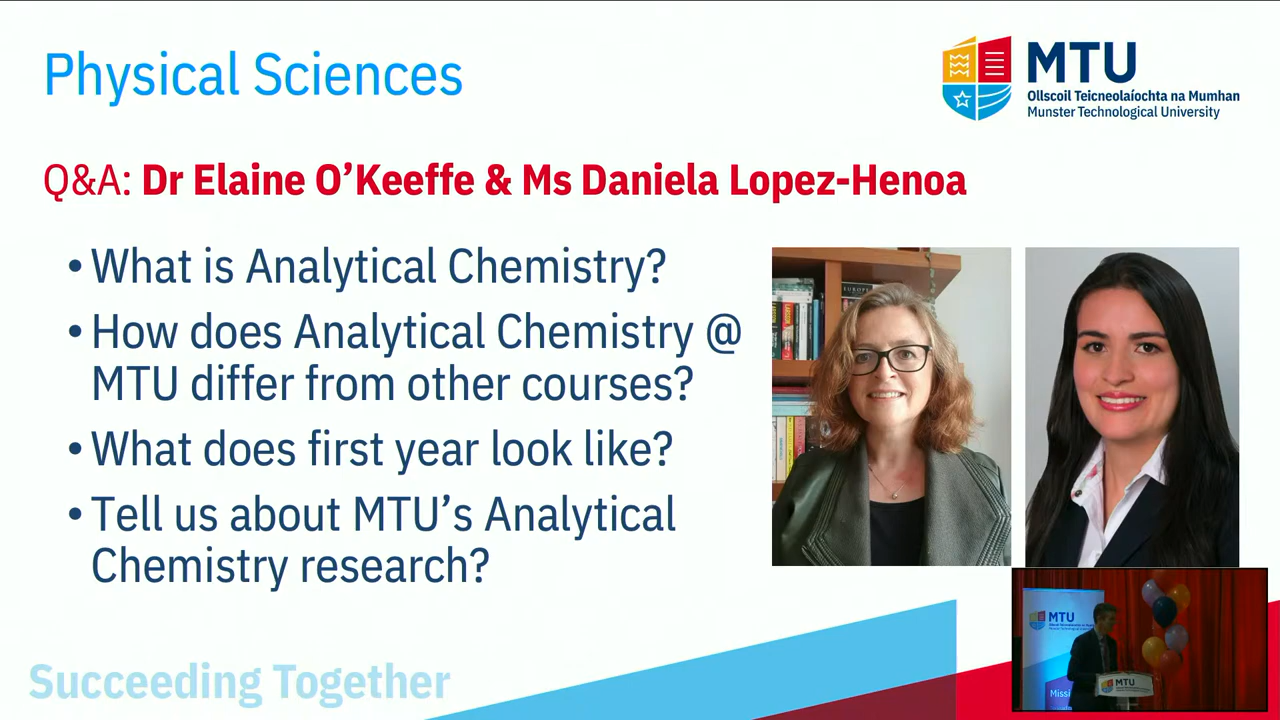 Physical Sciences
MTU
Ollscoil Teicneolaíochta na Mumhan
Munster Technological University
Q&A: Dr Elaine O’Keeffe & Ms Daniela Lopez-Henoa
• What is Analytical Chemistry?
• How does Analytical Chemistry @
MTU differ from other courses?
• What does first year look like?
• Tell us about MTU’s Analytical
Chemistry research?
EUROPE
MTU
MTU
Succeeding Together